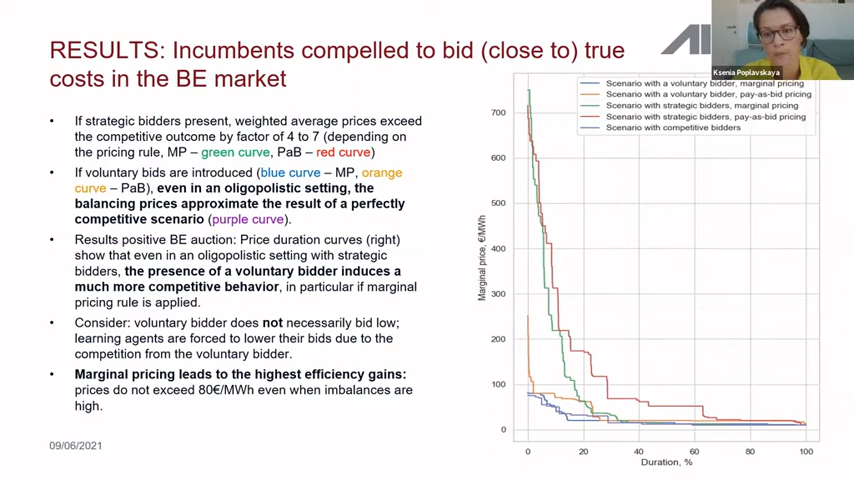 RESULTS: Incumbents compelled to bid (close to) true
costs in the BE market
• If strategic bidders present, weighted average prices exceed
the competitive outcome by factor of 4 to 7 (depending on
the pricing rule, MP – green curve, PaB – red curve)
• If voluntary bids are introduced (blue curve – MP, orange
curve – PaB), even in an oligopolistic setting, the
balancing prices approximate the result of a perfectly
competitive scenario (purple curve).
• Results positive BE auction: Price duration curves (right)
show that even in an oligopolistic setting with strategic
bidders, the presence of a voluntary bidder induces a
much more competitive behavior, in particular if marginal
pricing rule is applied.
• Consider: voluntary bidder does not necessarily bid low;
learning agents are forced to lower their bids due to the
competition from the voluntary bidder.
• Marginal pricing leads to the highest efficiency gains:
prices do not exceed 80€/MWh even when imbalances are
high.
09/06/2021
Ksenia Poplavskaya
Scenario with a voluntary bidder, marginal pricing
Scenario with a voluntary bidder, pay-as-bid pricing
Scenario with strategic bidders, marginal pricing
Scenario with strategic bidders, pay-as-bid pricing
Scenario with competitive bidders
Marginal price, €/MWh
700
600
500
400
300
200
100
0
0 20 40 60 80 100
Duration, %